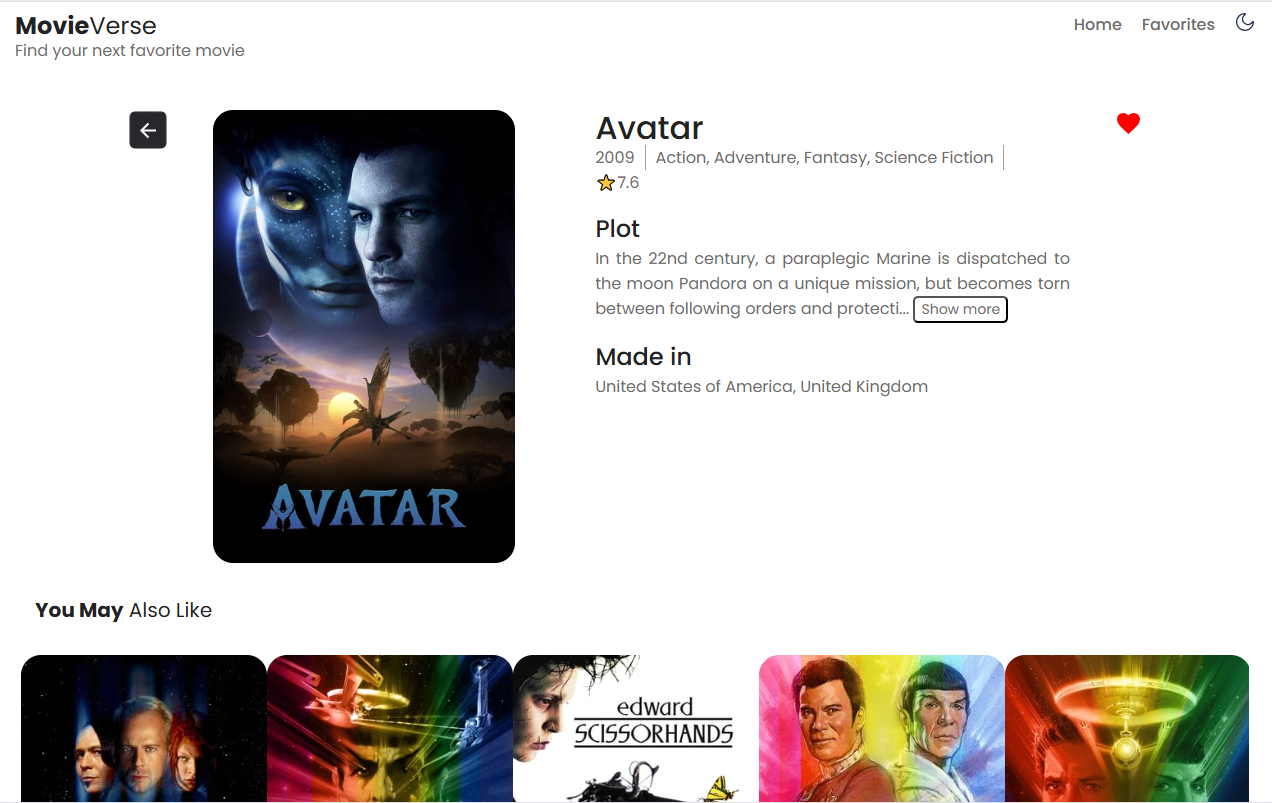 MovieVerse
Find your next favorite movie
Home Favorites
Avatar
2009 Action, Adventure, Fantasy, Science Fiction
7.6
Plot
In the 22nd century, a paraplegic Marine is dispatched to
the moon Pandora on a unique mission, but becomes torn
between following orders and protecti... Show more
Made in
United States of America, United Kingdom
AVATAR
You May Also Like
edward
SCISSORHANDS